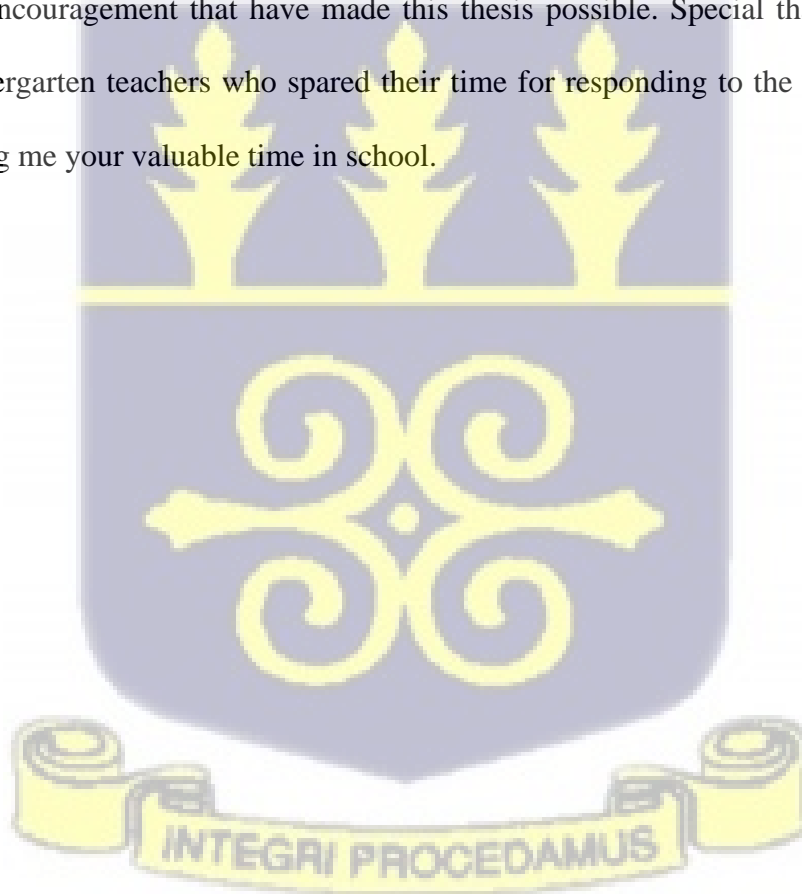 ncouragement that have made this thesis possible. Special th
ergarten teachers who spared their time for responding to the
g me your valuable time in school.
INTEGRI PROCEDAMUS